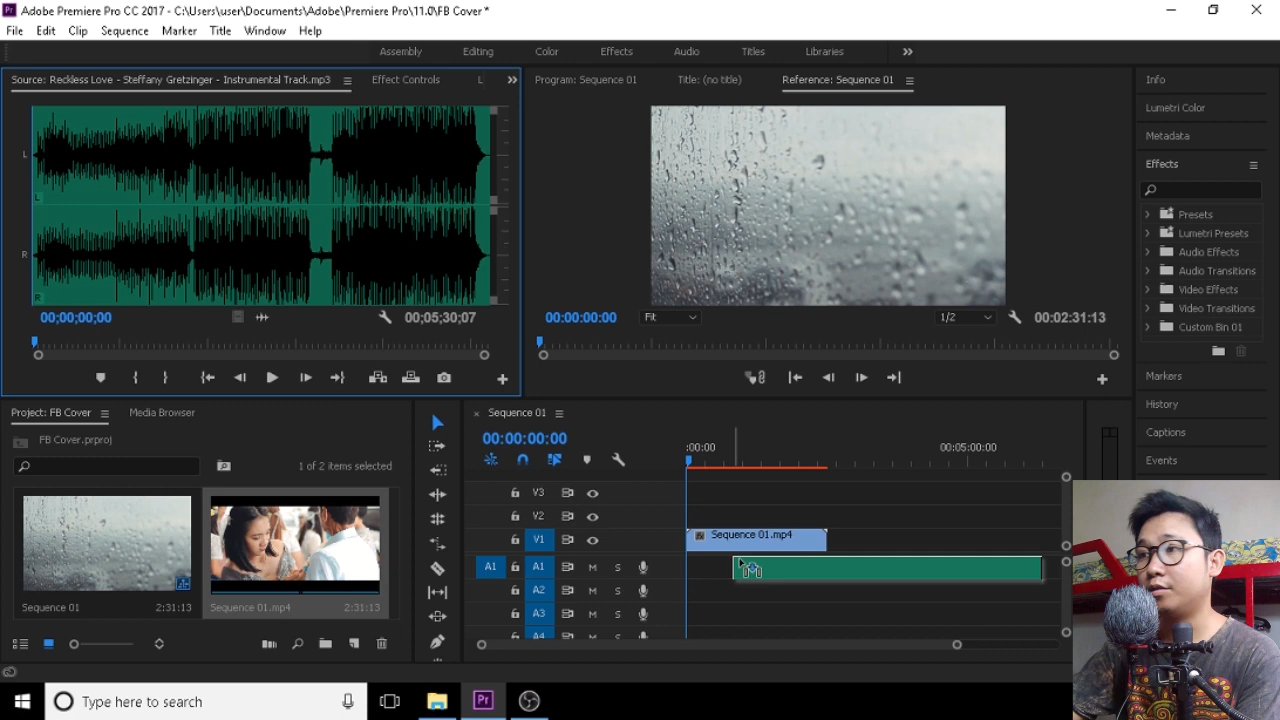 Pr Adobe Premiere Pro CC 2017 - C:\Users\user\Documents\Adobe\Premiere Pro\11.0\FB Cover *
File Edit Clip Sequence Marker Title Window Help
Assembly Editing Color Effects Audio Titles Libraries
Source: Reckless Love - Steffany Gretzinger - Instrumental Track.mp3 Effect Controls L
Program: Sequence 01 Title: (no title) Reference: Sequence 01
Info
Lumetri Color
Metadata
Effects
Presets
Lumetri Presets
Audio Effects
Audio Transitions
Video Effects
Video Transitions
Custom Bin 01
L
L
R
R
00;00;00;00 00;05;30;07
00:00:00:00 Fit 1/2 00:02:31:13
Markers
History
Captions
Events
Project: FB Cover Media Browser
FB Cover.prproj
1 of 2 items selected
Sequence 01 2:31:13
Sequence 01.mp4 2:31:13
Sequence 01
00:00:00:00
:00:00 00:05:00:00
V3
V2
V1 Sequence 01.mp4
A1 A1 M S
A2 M S
A3 M S
A4 M S
Type here to search Pr